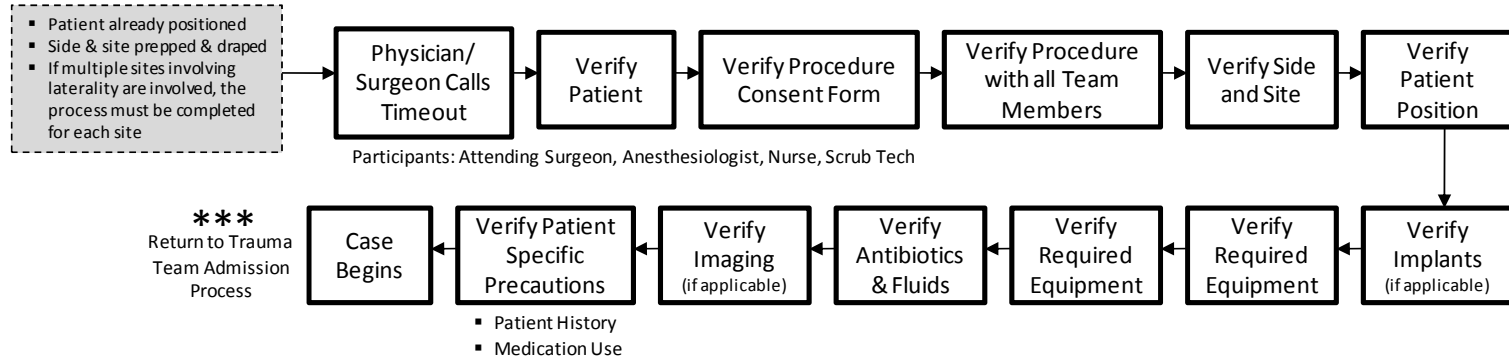 ▪ Patient already positioned
▪ Side & site prepped & draped
▪ If multiple sites involving
laterality are involved, the
process must be completed
for each site
Physician/
Surgeon Calls
Timeout
Verify
Patient
Verify Procedure
Consent Form
Verify Procedure
with all Team
Members
Verify Side
and Site
Verify
Patient
Position
Participants: Attending Surgeon, Anesthesiologist, Nurse, Scrub Tech
Verify
Implants
(if applicable)
Verify
Required
Equipment
Verify
Required
Equipment
Verify
Antibiotics
& Fluids
Verify
Imaging
(if applicable)
Verify Patient
Specific
Precautions
▪ Patient History
▪ Medication Use
Case
Begins
***
Return to Trauma
Team Admission
Process